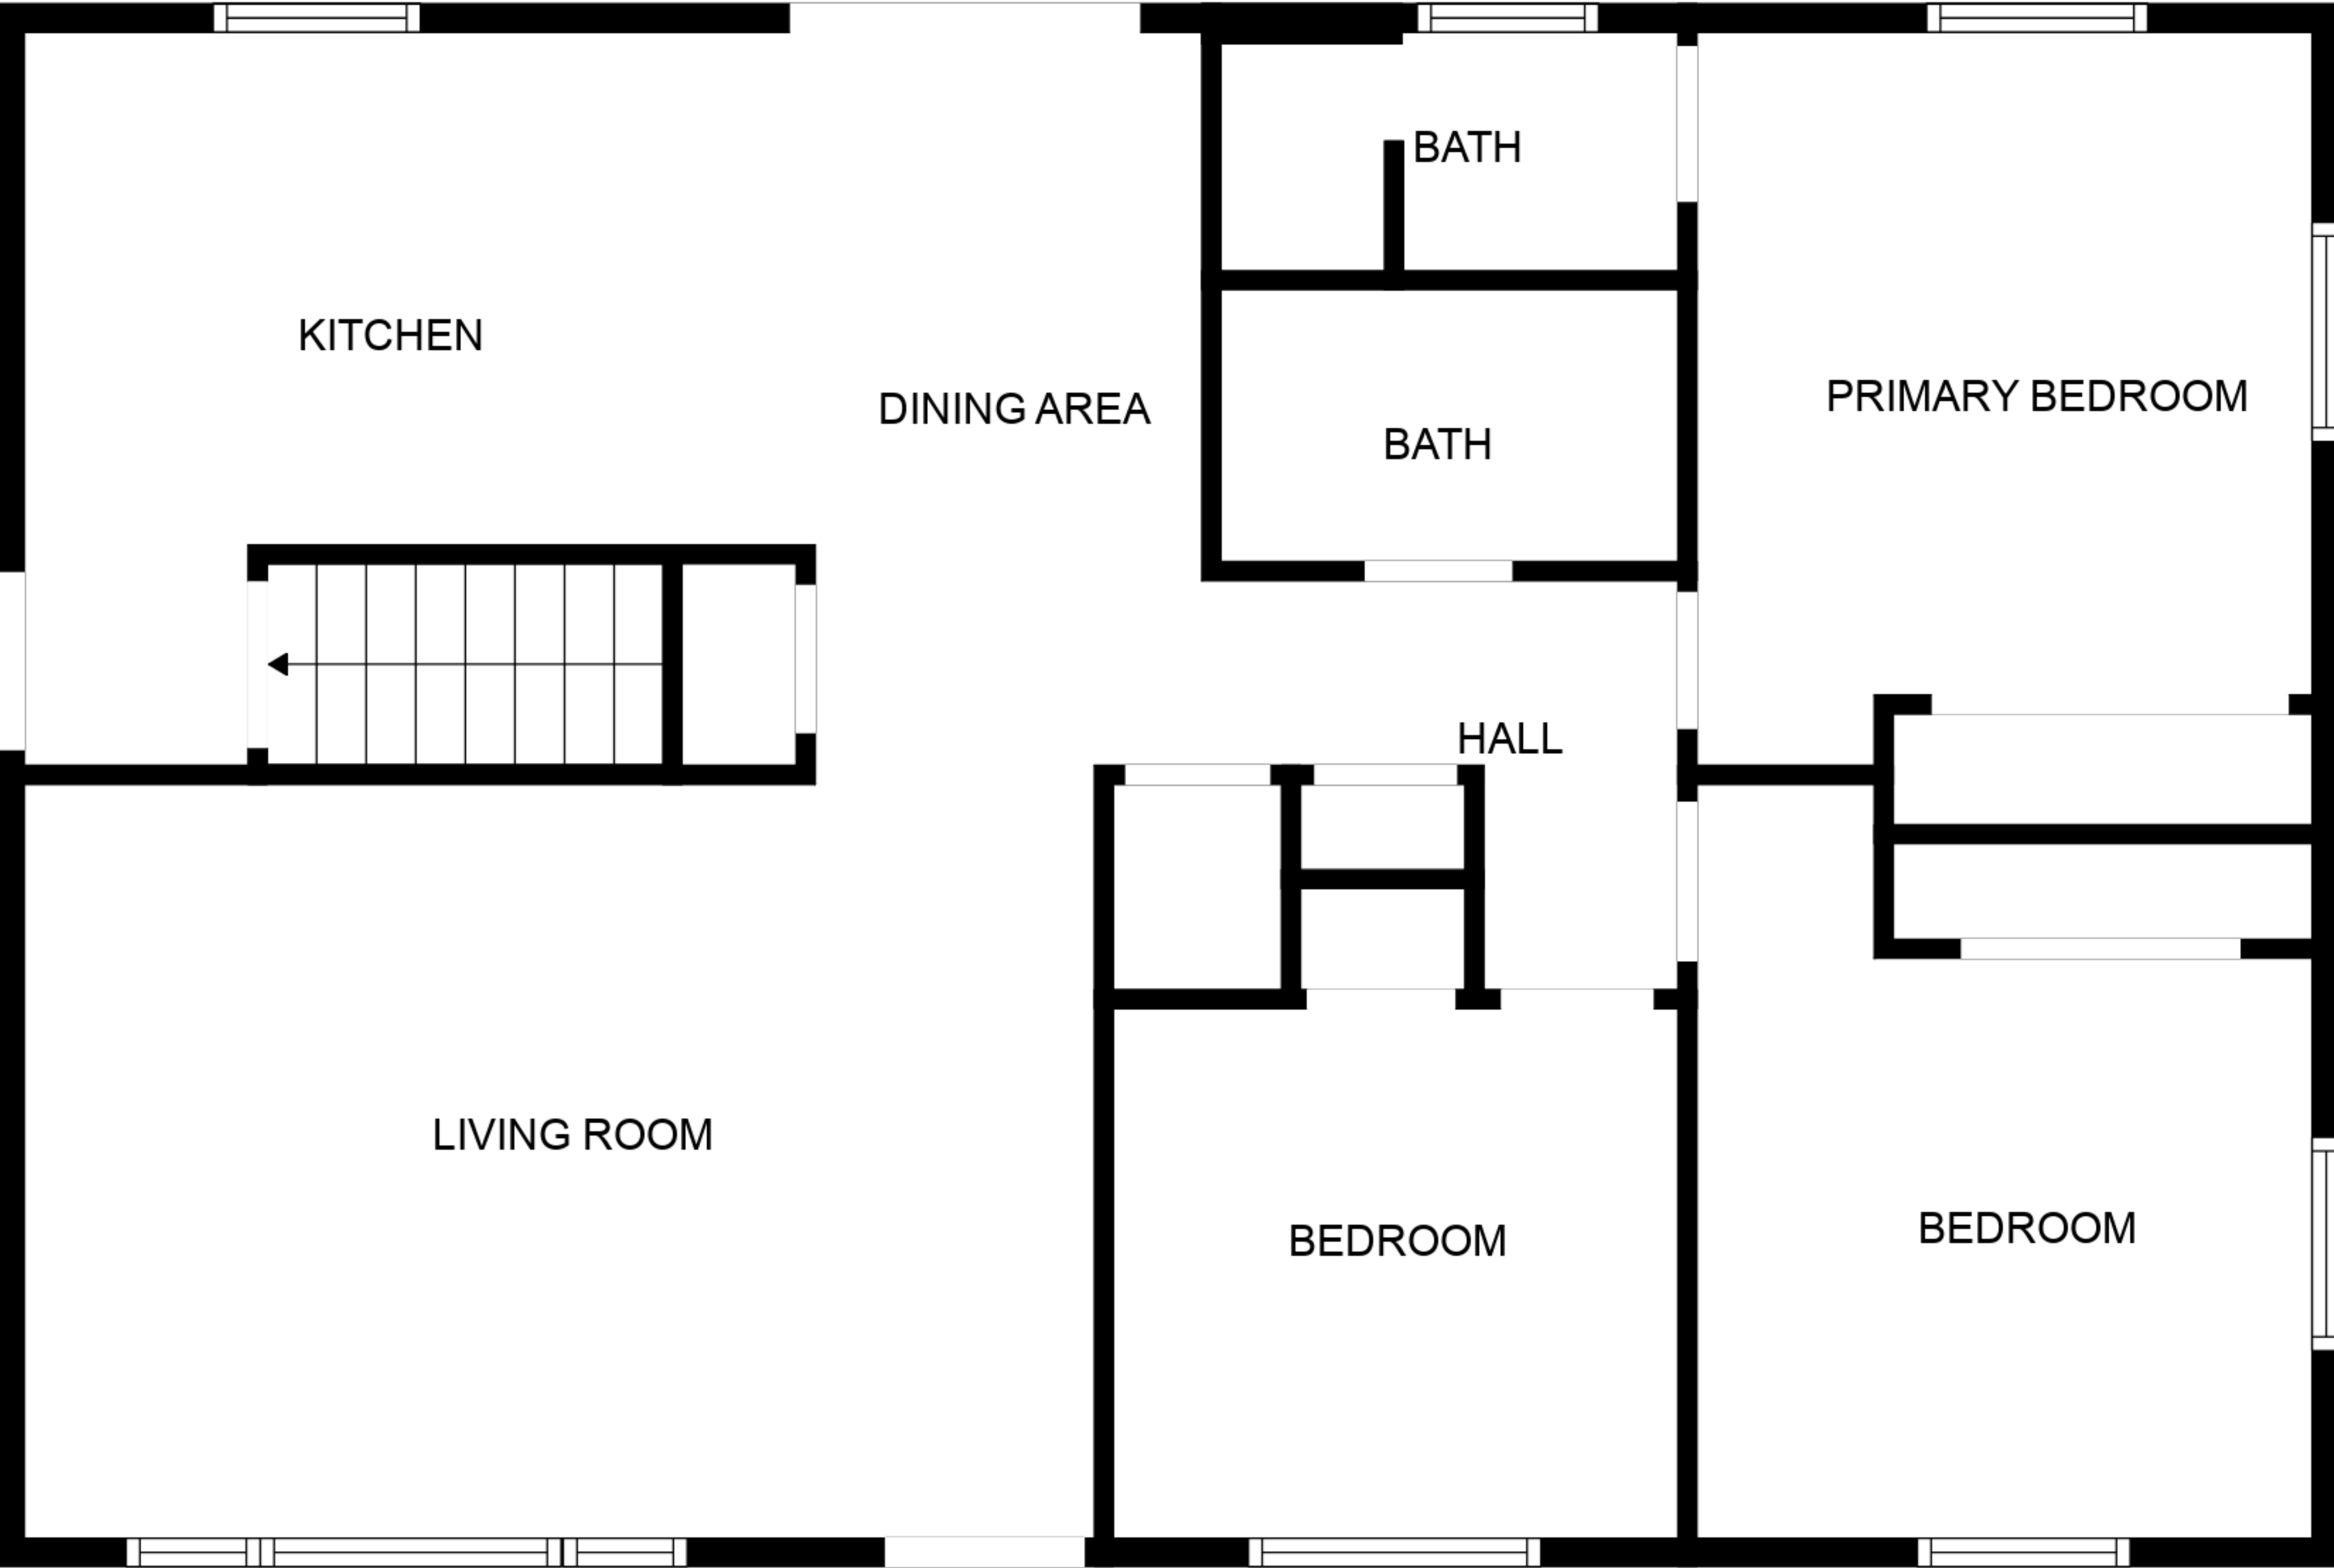 BATH
KITCHEN
DINING AREA
BATH
PRIMARY BEDROOM
HALL
LIVING ROOM
BEDROOM
BEDROOM